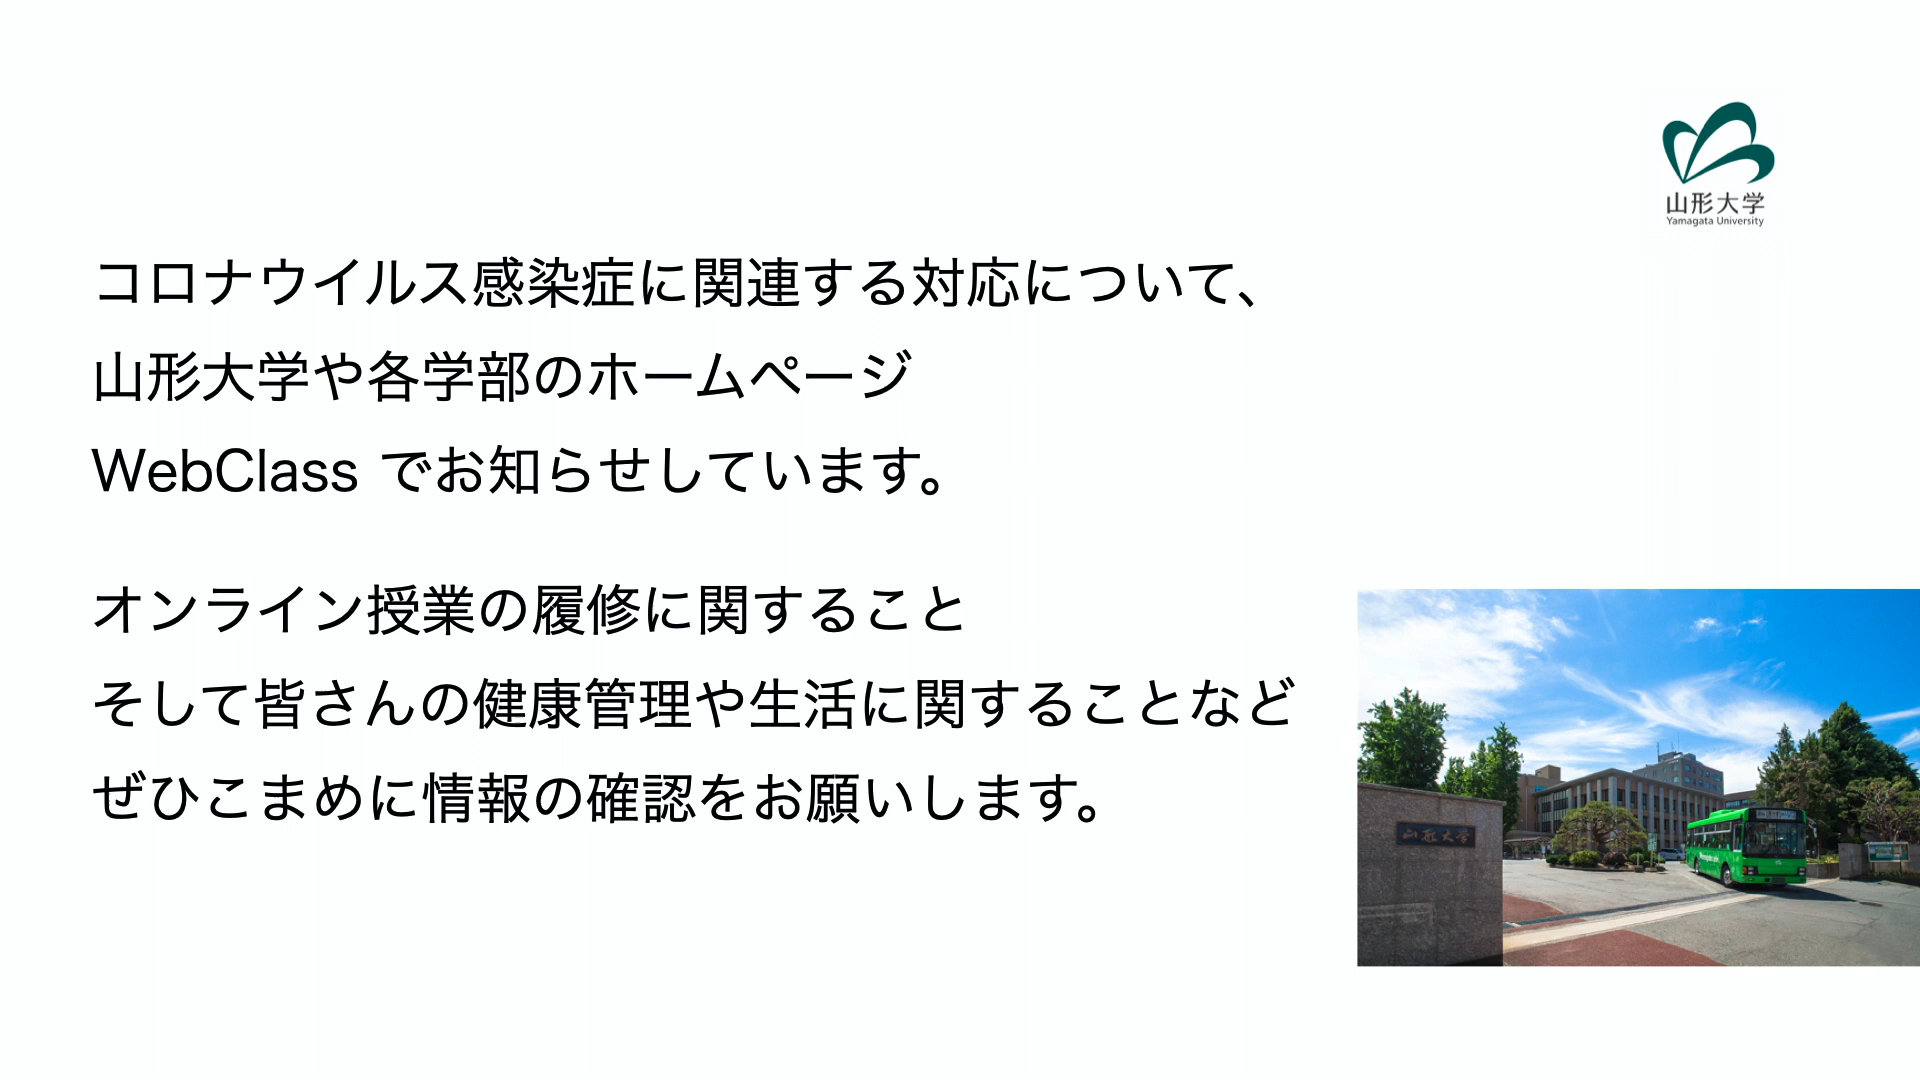 山形大学
Yamagata University
コロナウイルス感染症に関連する対応について、
山形大学や各学部のホームページ
WebClass でお知らせしています。
オンライン授業の履修に関すること
そして皆さんの健康管理や生活に関することなど
ぜひこまめに情報の確認をお願いします。
山形大学